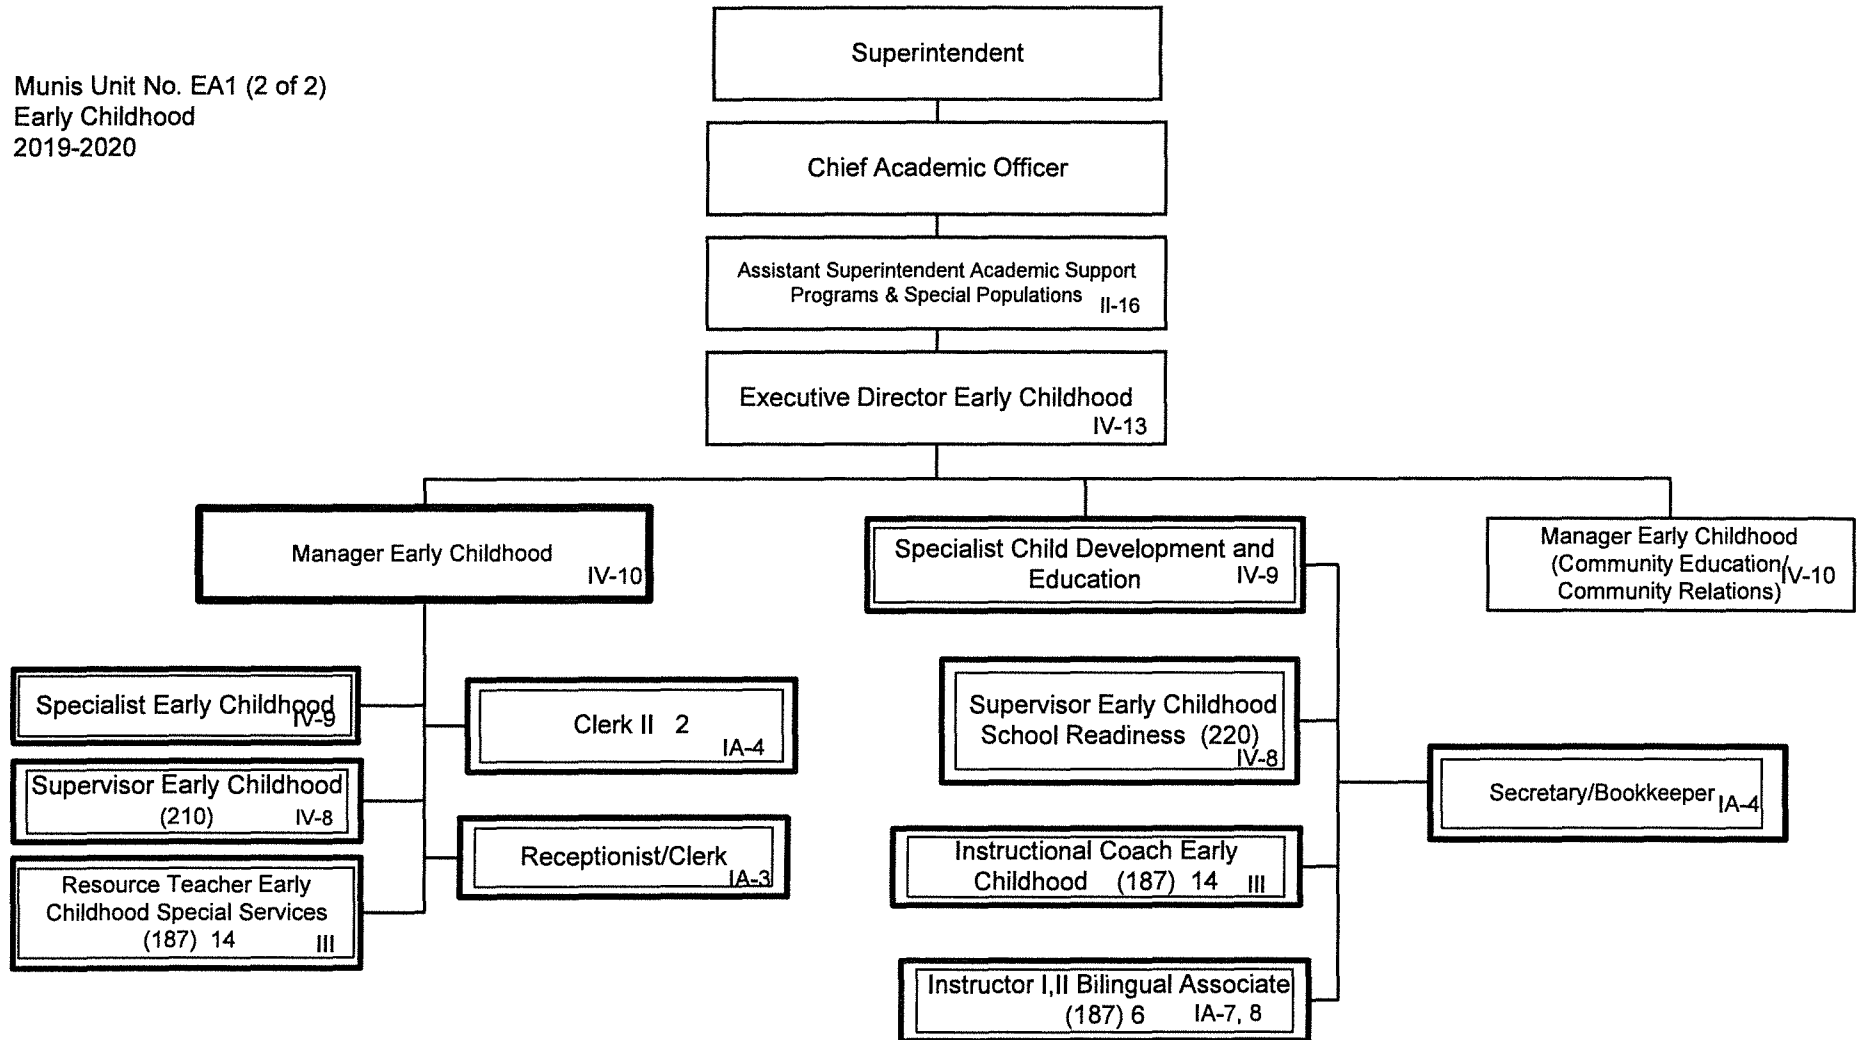 Munis Unit No. EA1 (2 of 2)
Early Childhood
2019-2020
Superintendent
Chief Academic Officer
Assistant Superintendent Academic Support
Programs & Special Populations II-16
Executive Director Early Childhood
IV-13
Manager Early Childhood
IV-10
Specialist Child Development and
Education IV-9
Manager Early Childhood
(Community Education/ IV-10
Community Relations)
Specialist Early Childhood
IV-9
Clerk II 2
IA-4
Supervisor Early Childhood
(210) IV-8
Receptionist/Clerk
IA-3
Resource Teacher Early
Childhood Special Services
(187) 14 III
Supervisor Early Childhood
School Readiness (220)
IV-8
Secretary/Bookkeeper IA-4
Instructional Coach Early
Childhood (187) 14 III
Instructor I,II Bilingual Associate
(187) 6 IA-7, 8